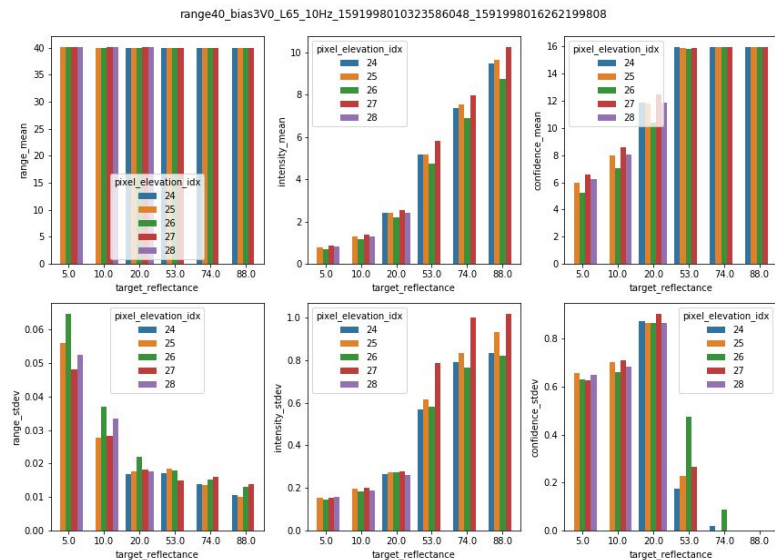 range40_bias3V0_L65_10Hz_1591998010323586048_1591998016262199808
range_mean
40
35
30
25
20
15
10
5
0
pixel_elevation_idx
24
25
26
27
28
5.0 10.0 20.0 53.0 74.0 88.0
target_reflectance
intensity_mean
10
8
6
4
2
0
pixel_elevation_idx
24
25
26
27
28
5.0 10.0 20.0 53.0 74.0 88.0
target_reflectance
confidence_mean
16
14
12
10
8
6
4
2
0
pixel_elevation_idx
24
25
26
27
28
5.0 10.0 20.0 53.0 74.0 88.0
target_reflectance
range_stdev
0.06
0.05
0.04
0.03
0.02
0.01
0.00
pixel_elevation_idx
24
25
26
27
28
5.0 10.0 20.0 53.0 74.0 88.0
target_reflectance
intensity_stdev
1.0
0.8
0.6
0.4
0.2
0.0
pixel_elevation_idx
24
25
26
27
28
5.0 10.0 20.0 53.0 74.0 88.0
target_reflectance
confidence_stdev
0.8
0.6
0.4
0.2
0.0
pixel_elevation_idx
24
25
26
27
28
5.0 10.0 20.0 53.0 74.0 88.0
target_reflectance